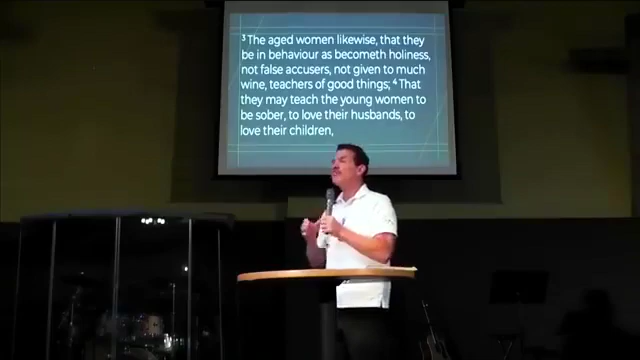 ³ The aged women likewise, that they
be in behaviour as becometh holiness,
not false accusers, not given to much
wine, teachers of good things; ⁴ That
they may teach the young women to
be sober, to love their husbands, to
love their children,